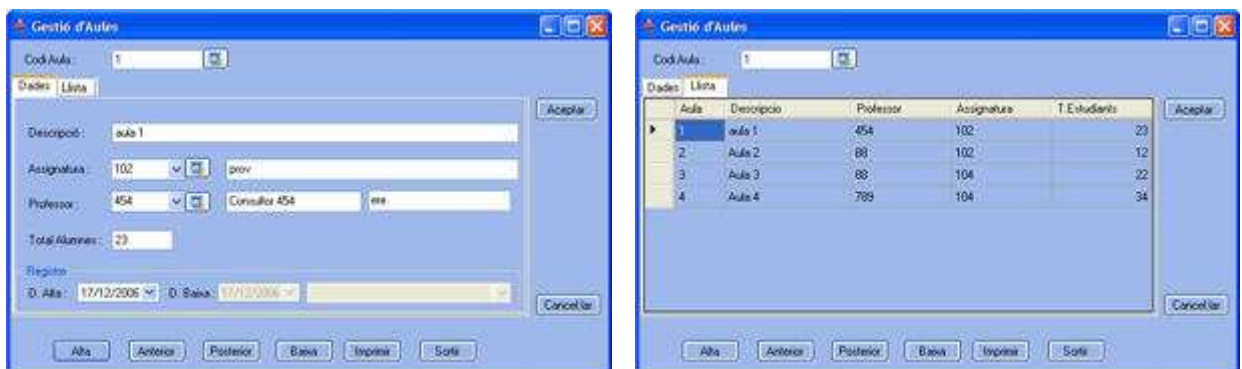 Gestió d'Aules
Codi Aula : 1
Dades Llista
Aceptar
Descripció : aula 1
Assignatura : 102 prov
Professor : 454 Consultor 454 ere
Total Alumnes : 23
Registre
D. Alta : 17/12/2006 D. Baixa : 17/12/2006
Cancel·lar
Alta Anterior Posterior Baixa Imprimir Sortir
Gestió d'Aules
Codi Aula : 1
Dades Llista
Aula Descripcio Professor Assignatura T.Estudiants Aceptar
1 aula 1 454 102 23
2 Aula 2 88 102 12
3 Aula 3 88 104 22
4 Aula 4 789 104 34
Cancel·lar
Alta Anterior Posterior Baixa Imprimir Sortir